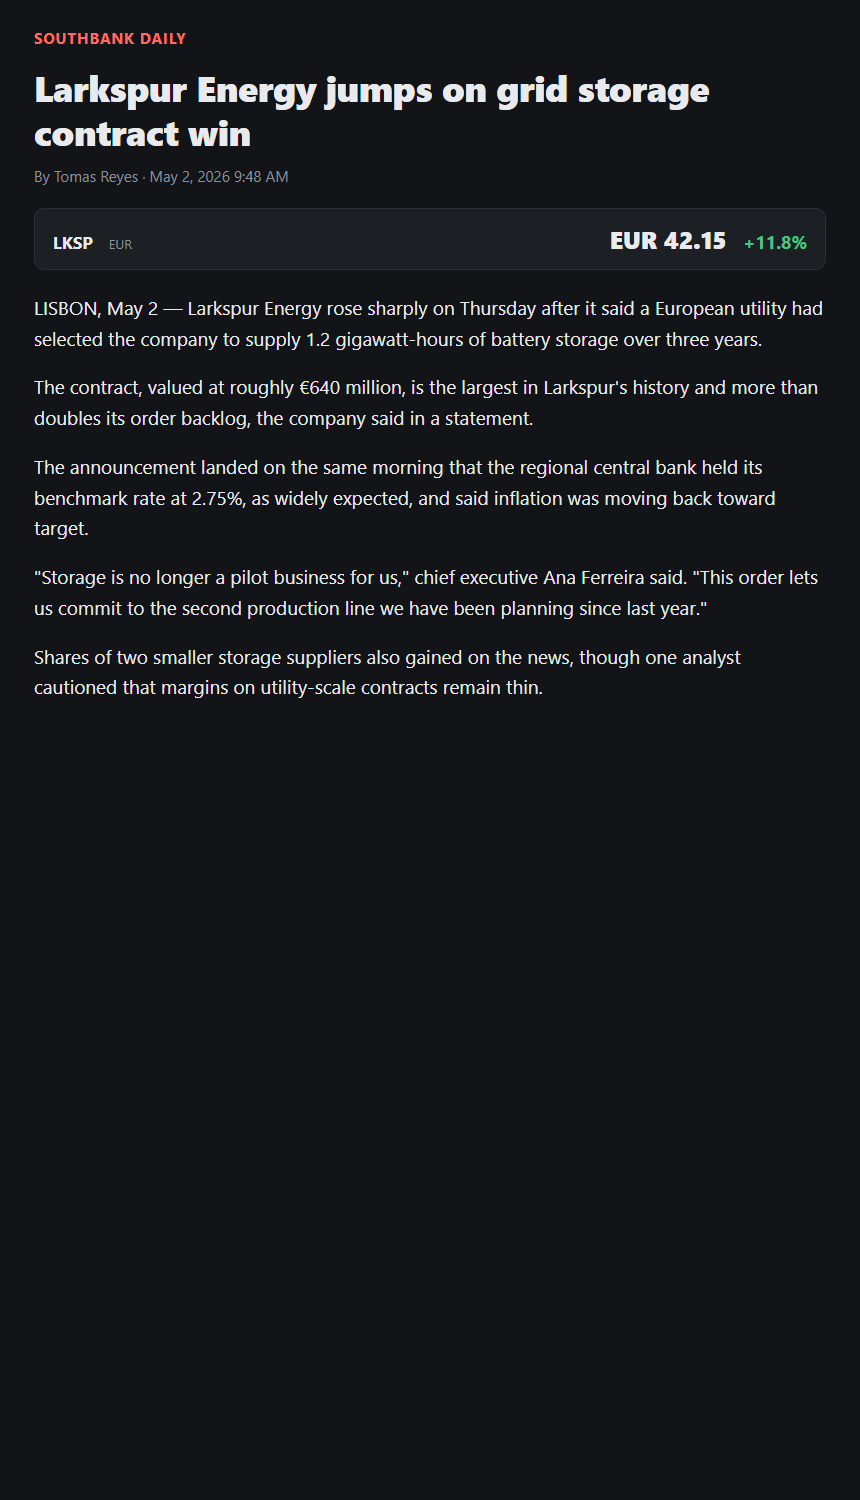 SOUTHBANK DAILY
Larkspur Energy jumps on grid storage
contract win
By Tomas Reyes · May 2, 2026 9:48 AM
LKSP EUR EUR 42.15 +11.8%
LISBON, May 2 — Larkspur Energy rose sharply on Thursday after it said a European utility had
selected the company to supply 1.2 gigawatt-hours of battery storage over three years.
The contract, valued at roughly €640 million, is the largest in Larkspur's history and more than
doubles its order backlog, the company said in a statement.
The announcement landed on the same morning that the regional central bank held its
benchmark rate at 2.75%, as widely expected, and said inflation was moving back toward
target.
"Storage is no longer a pilot business for us," chief executive Ana Ferreira said. "This order lets
us commit to the second production line we have been planning since last year."
Shares of two smaller storage suppliers also gained on the news, though one analyst
cautioned that margins on utility-scale contracts remain thin.